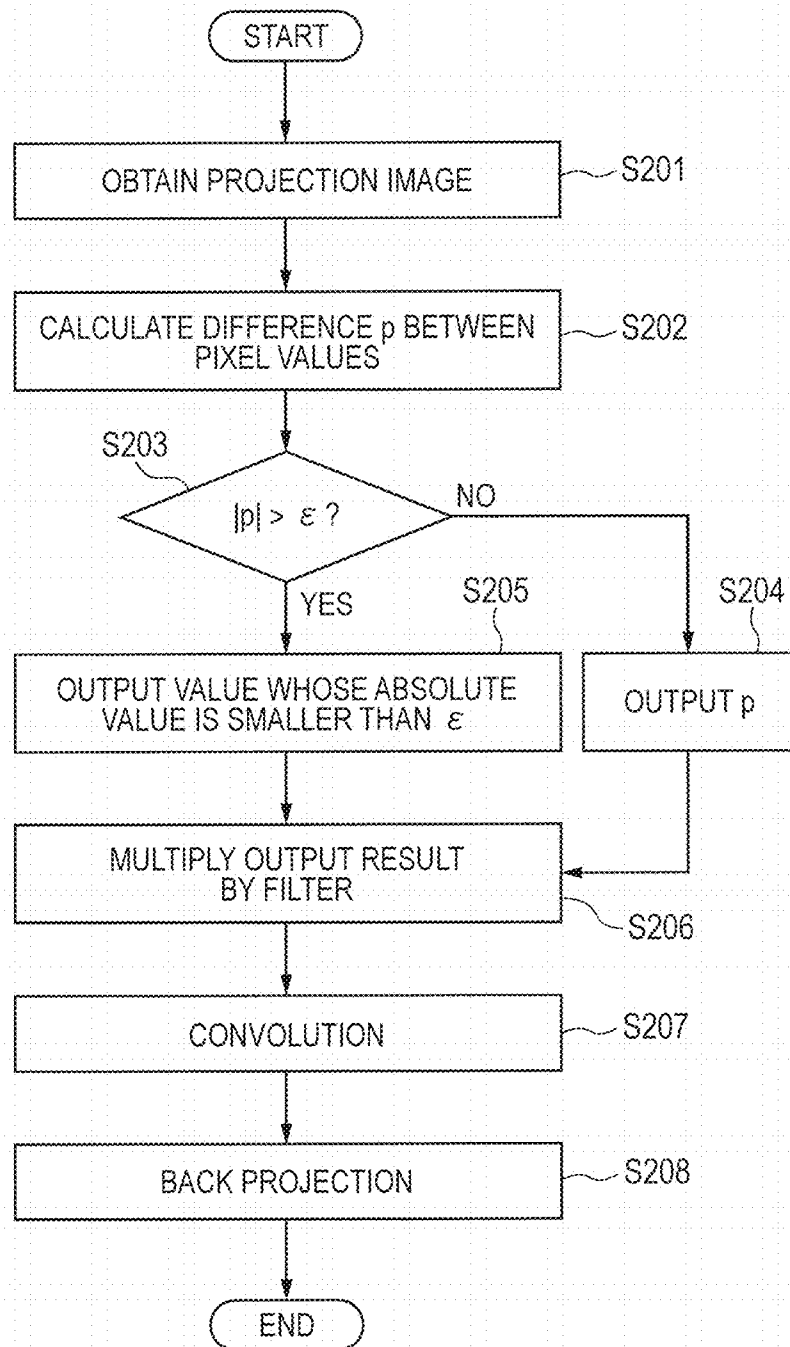 START
OBTAIN PROJECTION IMAGE
S201
CALCULATE DIFFERENCE p BETWEEN
PIXEL VALUES
S202
S203
|p| > ε ?
NO
YES
S205
S204
OUTPUT VALUE WHOSE ABSOLUTE
VALUE IS SMALLER THAN ε
OUTPUT p
MULTIPLY OUTPUT RESULT
BY FILTER
S206
CONVOLUTION
S207
BACK PROJECTION
S208
END